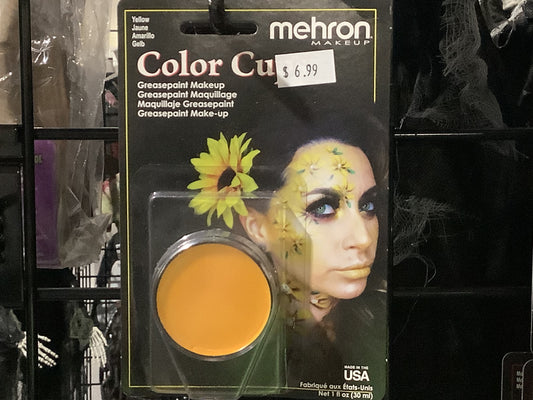 Yellow
Jaune
Amarillo
Gelb
mehron
MAKEUP
Color Cu
$ 6.99
Greasepaint Makeup
Greasepaint Maquillage
Maquillaje Greasepaint
Greasepaint Make-up
MADE IN THE
USA
Fabriqué aux États-Unis
Net 1 fl oz (30 ml)